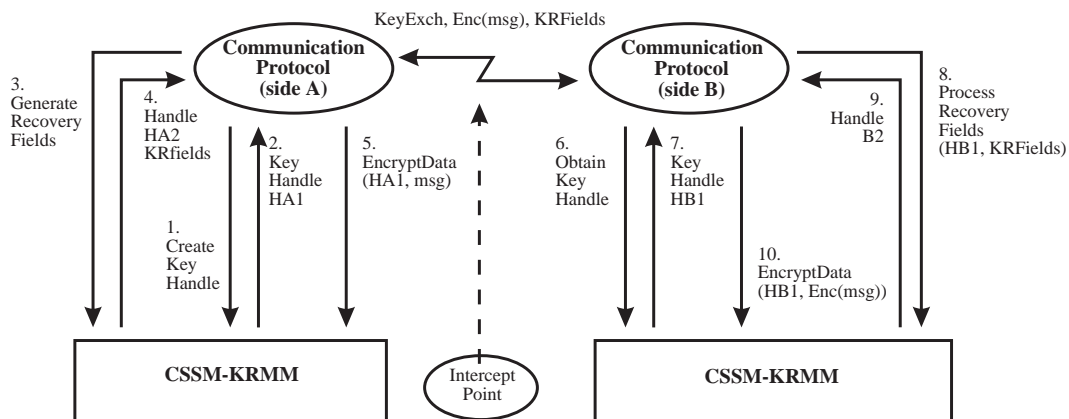 KeyExch, Enc(msg), KRFields
Communication
Protocol
(side A)
Communication
Protocol
(side B)
3.
Generate
Recovery
Fields
4.
Handle
HA2
KRfields
1.
Create
Key
Handle
2.
Key
Handle
HA1
5.
EncryptData
(HA1, msg)
6.
Obtain
Key
Handle
7.
Key
Handle
HB1
10.
EncryptData
(HB1, Enc(msg))
9.
Handle
B2
8.
Process
Recovery
Fields
(HB1, KRFields)
CSSM-KRMM
Intercept
Point
CSSM-KRMM